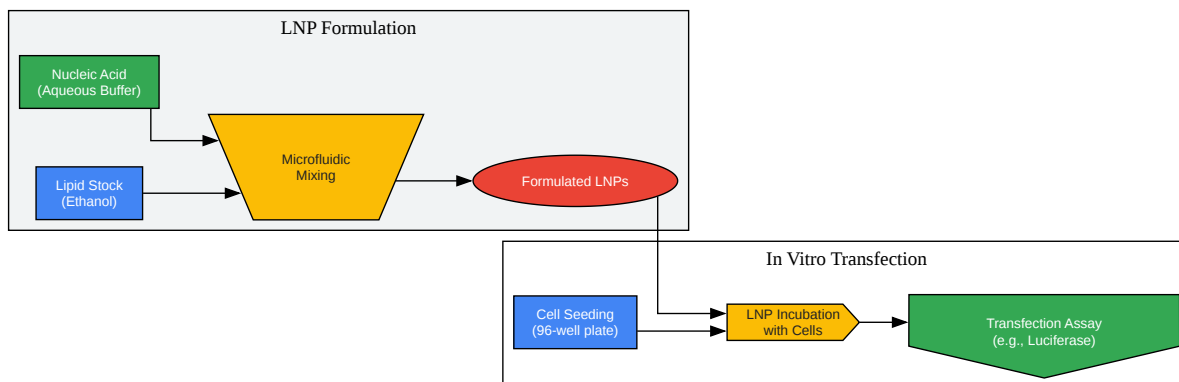 LNP Formulation
Nucleic Acid
(Aqueous Buffer)
Lipid Stock
(Ethanol)
Microfluidic
Mixing
Formulated LNPs
In Vitro Transfection
Cell Seeding
(96-well plate)
LNP Incubation
with Cells
Transfection Assay
(e.g., Luciferase)